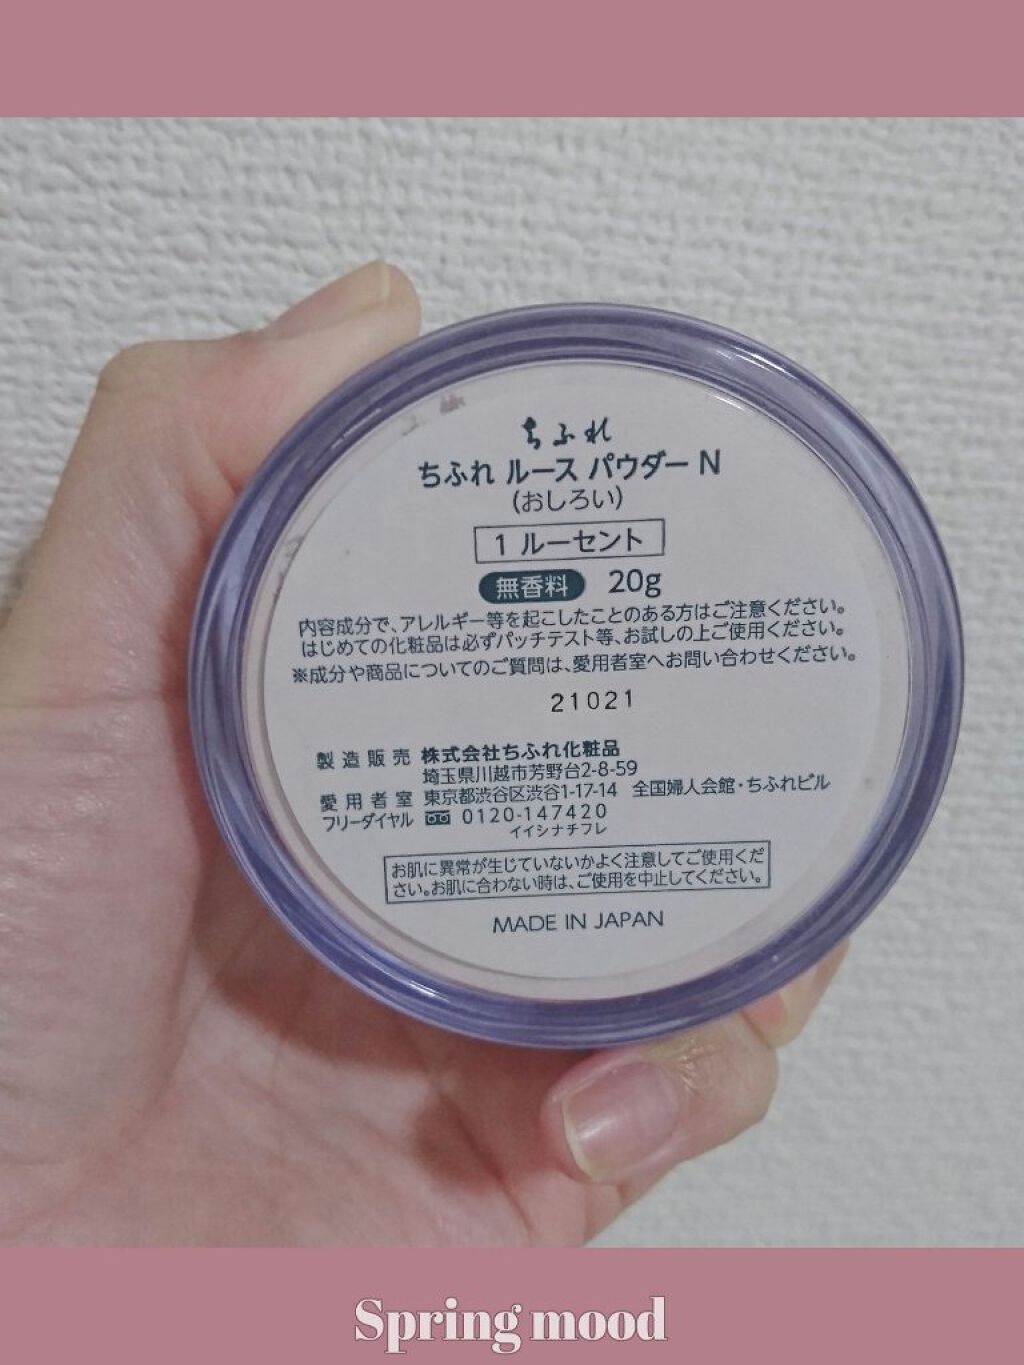 ちふれ
ちふれ ルース パウダー N
(おしろい)
1 ルーセント
無香料 20g
内容成分で、アレルギー等を起こしたことのある方はご注意ください。
はじめての化粧品は必ずパッチテスト等、お試しの上ご使用ください。
※成分や商品についてのご質問は、愛用者室へお問い合わせください。
21021
製造販売 株式会社ちふれ化粧品
埼玉県川越市芳野台2-8-59
愛用者室 東京都渋谷区渋谷1-17-14 全国婦人会館・ちふれビル
フリーダイヤル 0120-147420
イイシナチフレ
お肌に異常が生じていないかよく注意してご使用くだ
さい。お肌に合わない時は、ご使用を中止してください。
MADE IN JAPAN
Spring mood